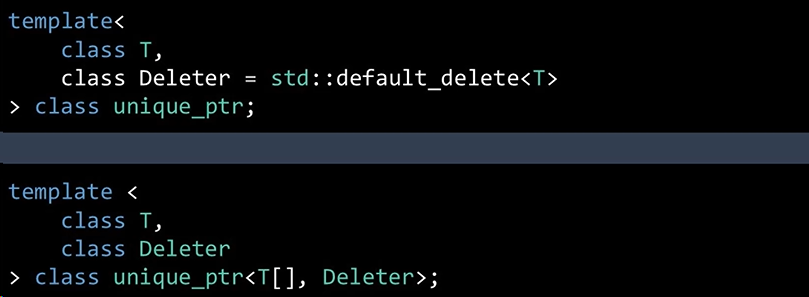 template<
    class T,
    class Deleter = std::default_delete<T>
> class unique_ptr;
template <
    class T,
    class Deleter
> class unique_ptr<T[], Deleter>;